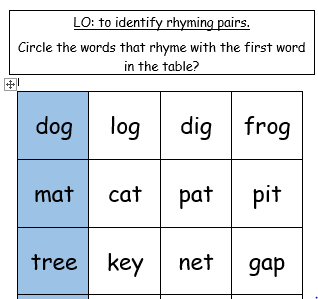 LO: to identify rhyming pairs.
Circle the words that rhyme with the first word
in the table?
dog log dig frog
mat cat pat pit
tree key net gap